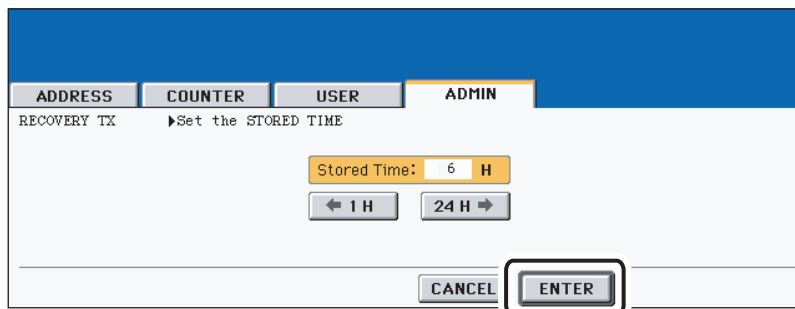 ADDRESS COUNTER USER ADMIN
RECOVERY TX ▶Set the STORED TIME
Stored Time: 6 H
← 1 H 24 H →
CANCEL ENTER